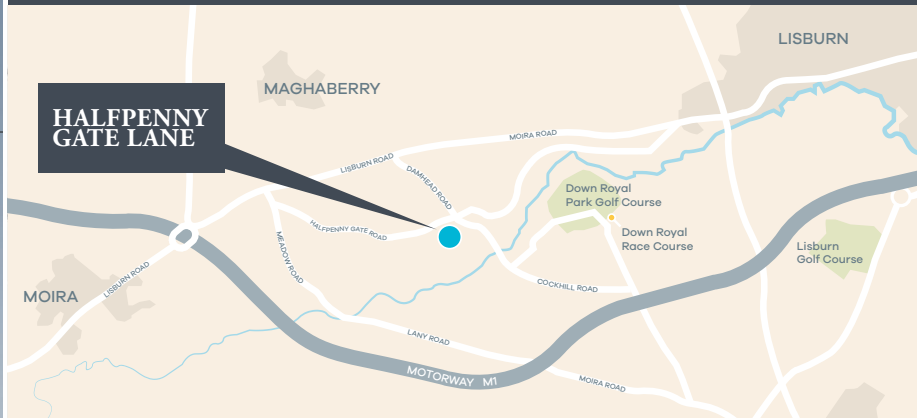 LISBURN
MAGHABERRY
HALFPENNY
GATE LANE
MOIRA ROAD
LISBURN ROAD
DAMHEAD ROAD
Down Royal
Park Golf Course
HALFPENNY GATE ROAD
Down Royal
Race Course
MEADOW ROAD
Lisburn
Golf Course
LISBURN ROAD
COCKHILL ROAD
MOIRA
LANY ROAD
MOTORWAY M1
MOIRA ROAD